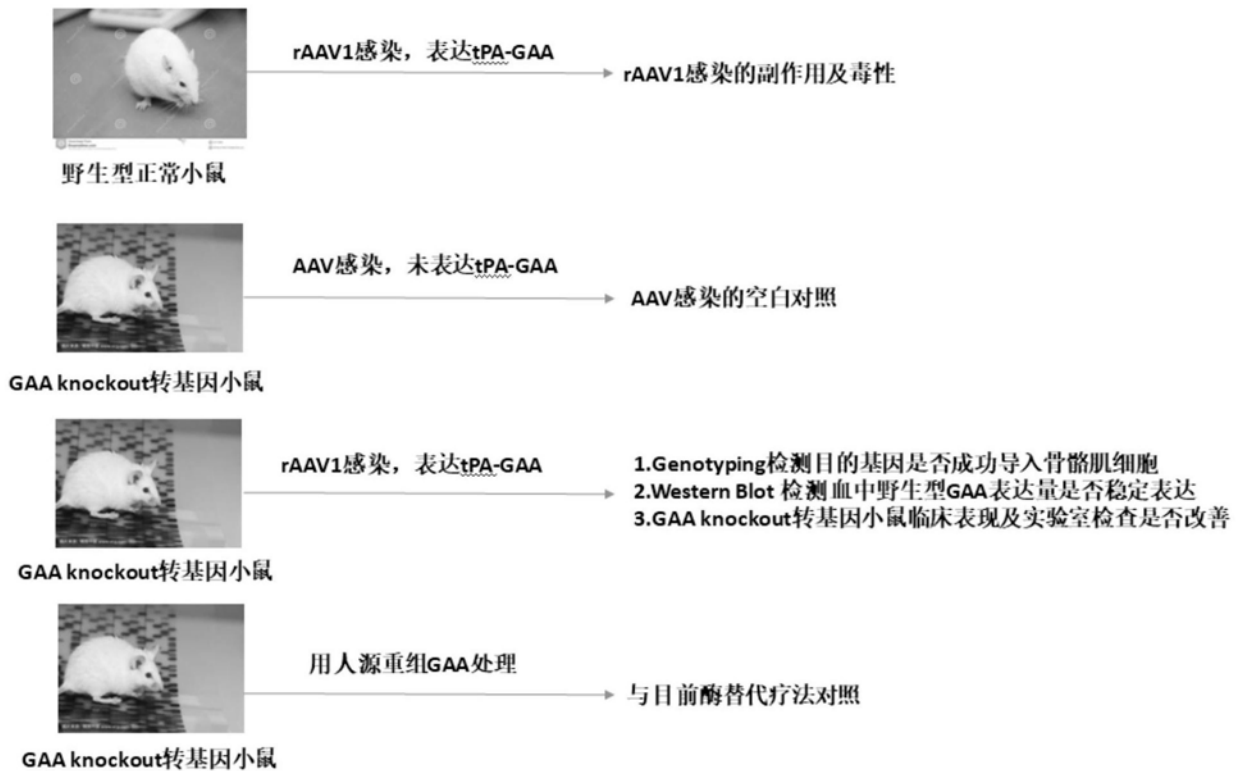 rAAV1感染，表达tPA-GAA
rAAV1感染的副作用及毒性
野生型正常小鼠
AAV感染，未表达tPA-GAA
AAV感染的空白对照
GAA knockout转基因小鼠
rAAV1感染，表达tPA-GAA
1.Genotyping检测目的基因是否成功导入骨骼肌细胞
2.Western Blot 检测血中野生型GAA表达量是否稳定表达
3.GAA knockout转基因小鼠临床表现及实验室检查是否改善
GAA knockout转基因小鼠
用人源重组GAA处理
与目前酶替代疗法对照
GAA knockout转基因小鼠